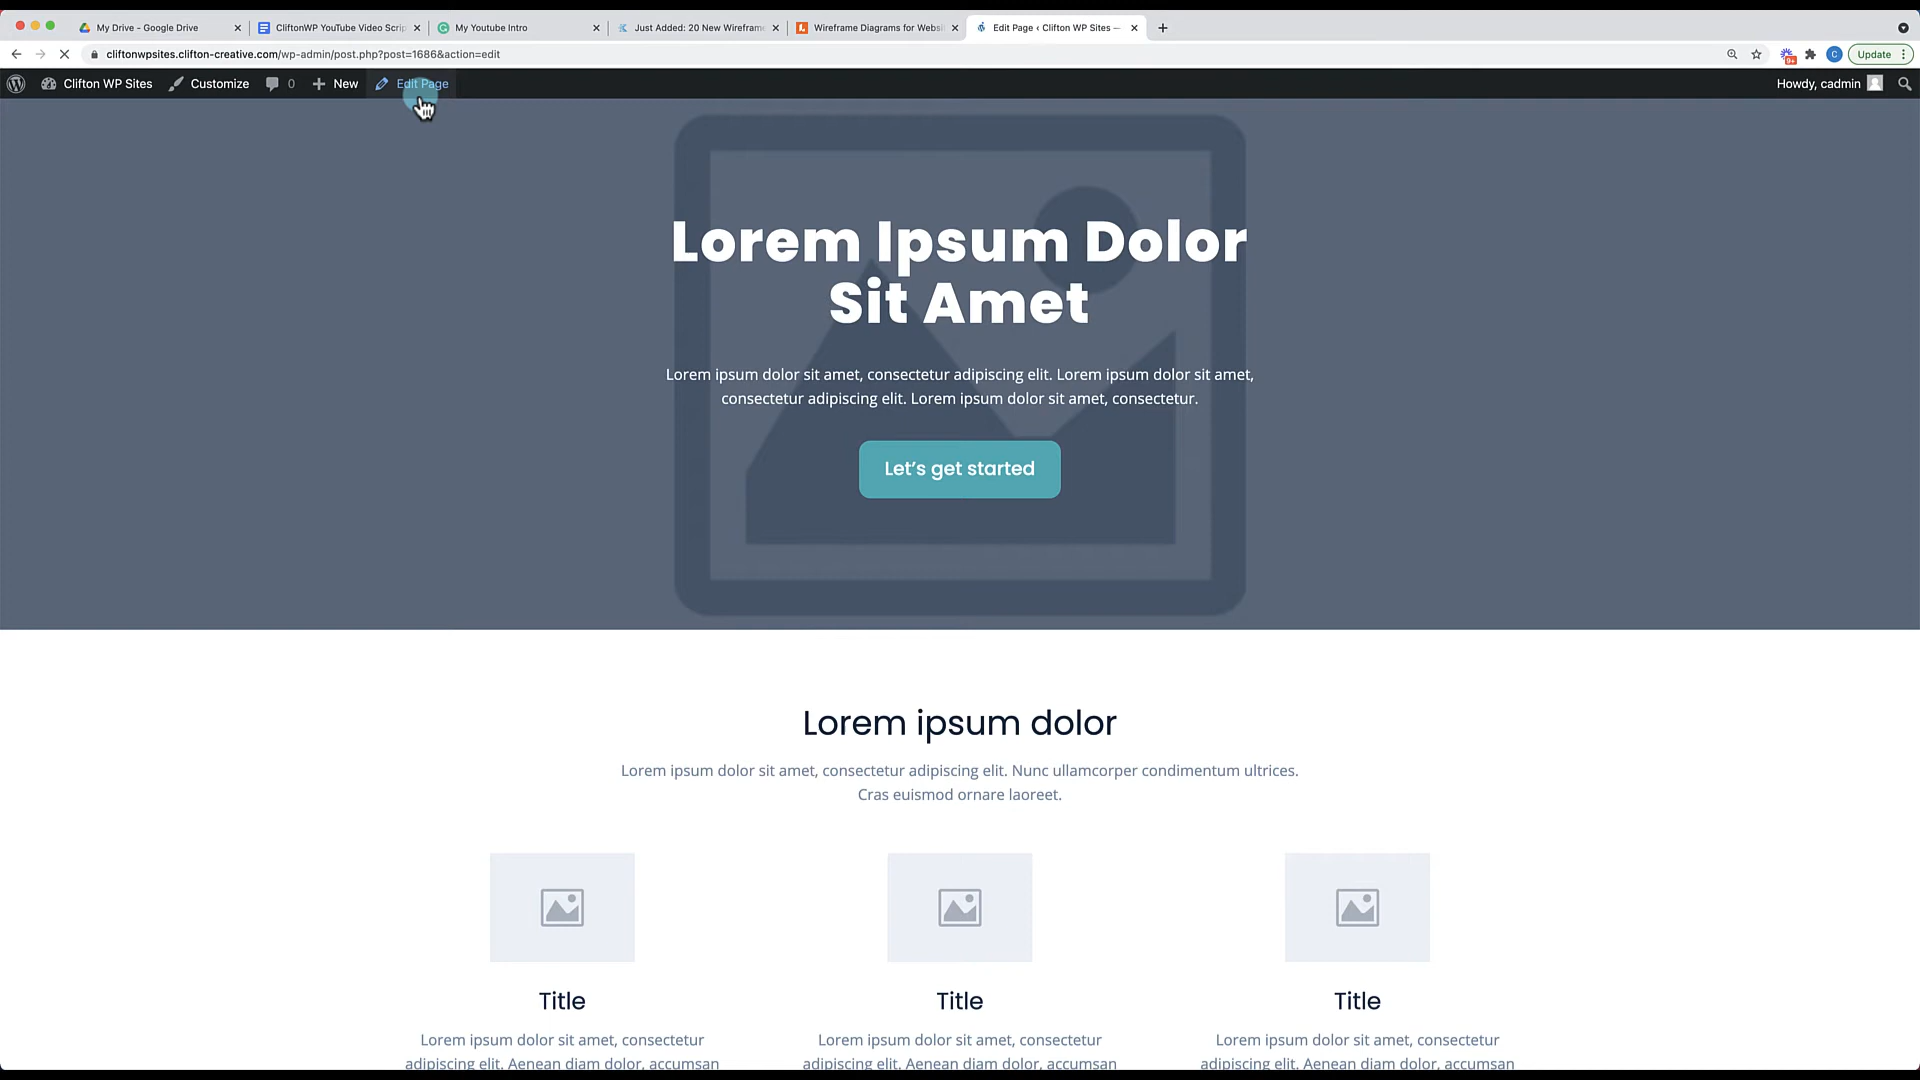 My Drive - Google Drive
CliftonWP YouTube Video Scrip
My Youtube Intro
Just Added: 20 New Wireframe
Wireframe Diagrams for Websi
Edit Page ‹ Clifton WP Sites —
cliftonwpsites.clifton-creative.com/wp-admin/post.php?post=1686&action=edit
9+
C
Update
Clifton WP Sites
Customize
0
New
Edit Page
Howdy, cadmin
Lorem Ipsum Dolor
Sit Amet
Lorem ipsum dolor sit amet, consectetur adipiscing elit. Lorem ipsum dolor sit amet,
consectetur adipiscing elit. Lorem ipsum dolor sit amet, consectetur.
Let’s get started
Lorem ipsum dolor
Lorem ipsum dolor sit amet, consectetur adipiscing elit. Nunc ullamcorper condimentum ultrices.
Cras euismod ornare laoreet.
Title
Lorem ipsum dolor sit amet, consectetur
adipiscing elit. Aenean diam dolor, accumsan
Title
Lorem ipsum dolor sit amet, consectetur
adipiscing elit. Aenean diam dolor, accumsan
Title
Lorem ipsum dolor sit amet, consectetur
adipiscing elit. Aenean diam dolor, accumsan